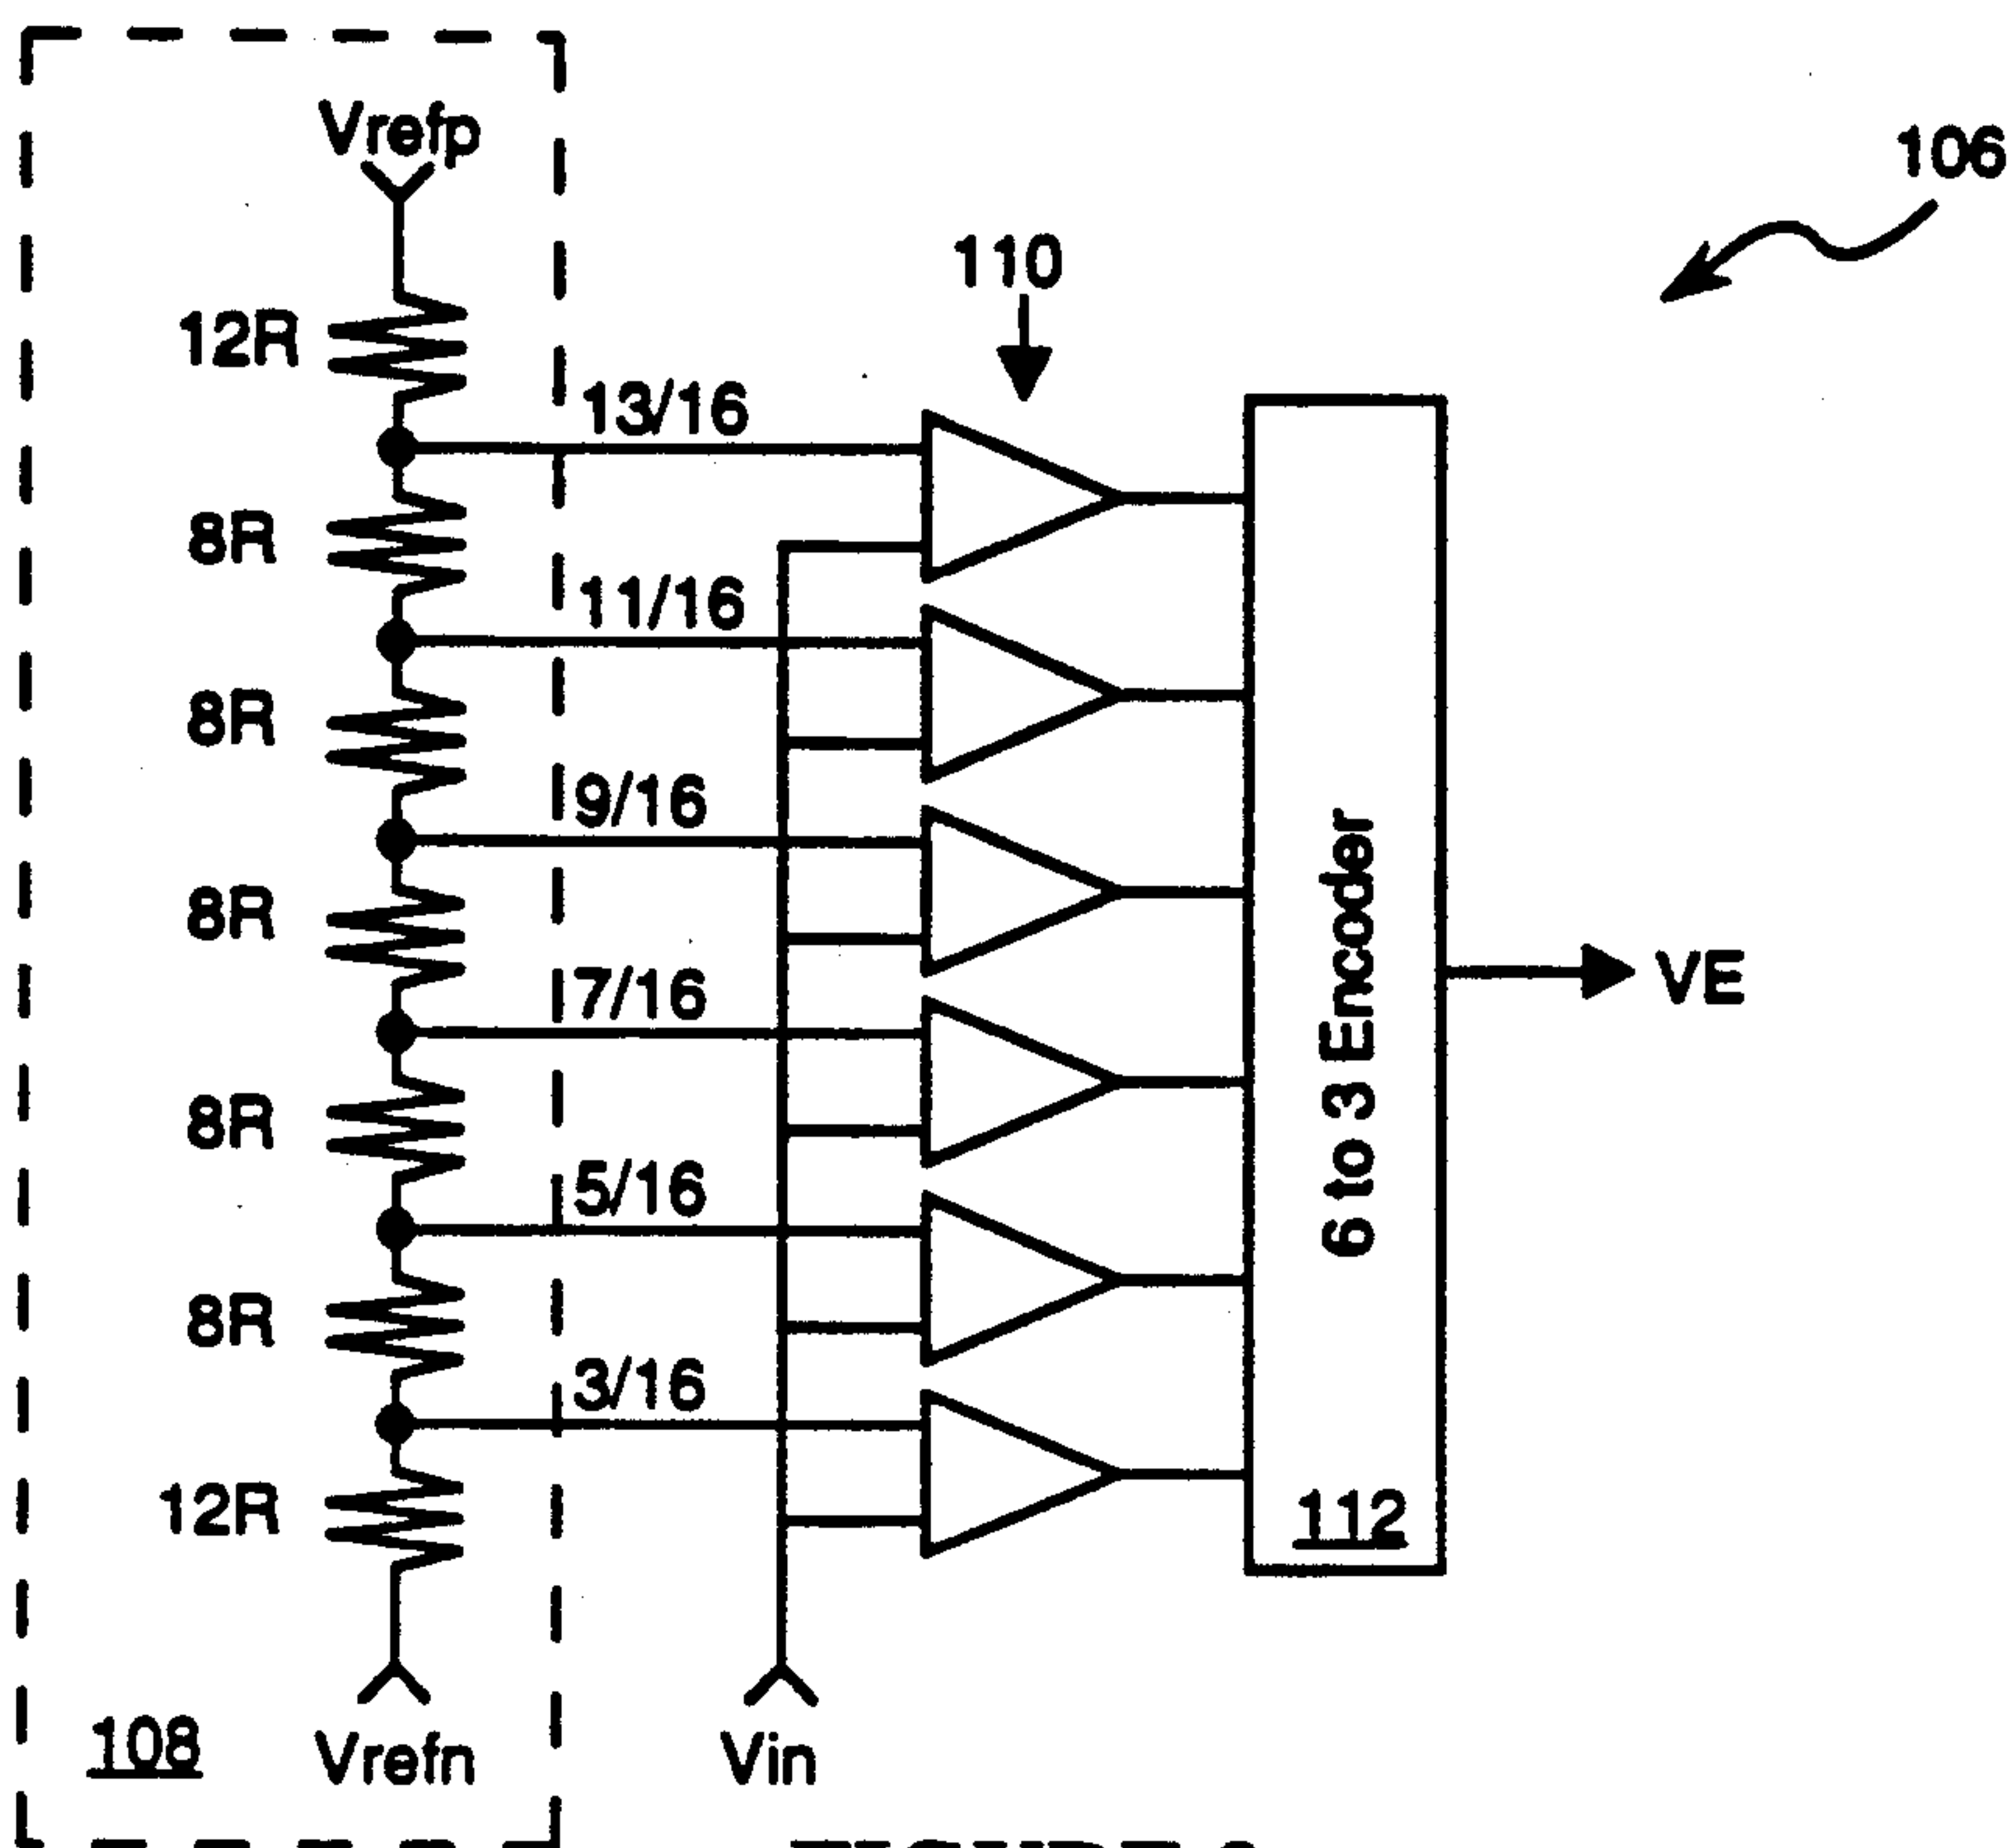 Vrefp
106
110
12R
13/16
8R
11/16
8R
9/16
8R
7/16
8R
5/16
8R
3/16
12R
6 to 3 Encoder
VE
112
108
Vrefn
Vin